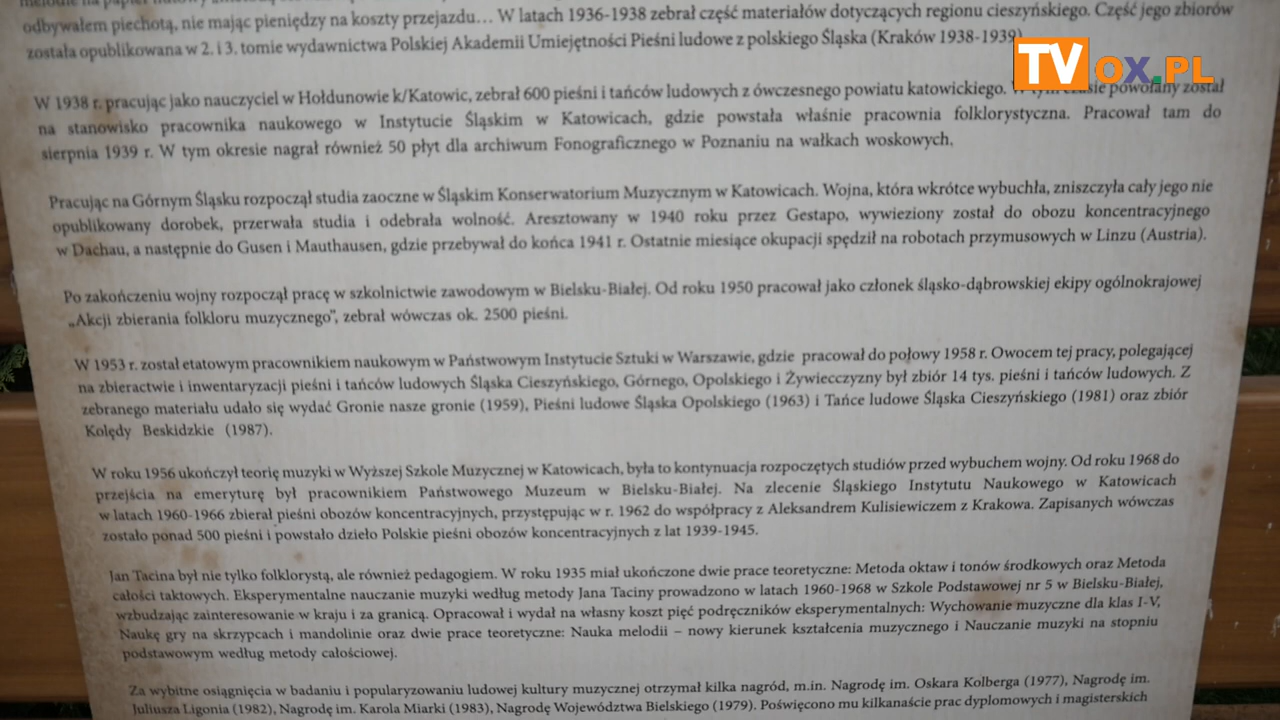 melodie na papier nutowy
odbywałem piechotą, nie mając pieniędzy na koszty przejazdu… W latach 1936-1938 zebrał część materiałów dotyczących regionu cieszyńskiego. Część jego zbiorów
została opublikowana w 2. i 3. tomie wydawnictwa Polskiej Akademii Umiejętności Pieśni ludowe z polskiego Śląska (Kraków 1938-1939)
TVOX.PL
W 1938 r. pracując jako nauczyciel w Hołdunowie k/Katowic, zebrał 600 pieśni i tańców ludowych z ówczesnego powiatu katowickiego. W tym czasie powołany został
na stanowisko pracownika naukowego w Instytucie Śląskim w Katowicach, gdzie powstała właśnie pracownia folklorystyczna. Pracował tam do
sierpnia 1939 r. W tym okresie nagrał również 50 płyt dla archiwum Fonograficznego w Poznaniu na wałkach woskowych,
Pracując na Górnym Śląsku rozpoczął studia zaoczne w Śląskim Konserwatorium Muzycznym w Katowicach. Wojna, która wkrótce wybuchła, zniszczyła cały jego nie
opublikowany dorobek, przerwała studia i odebrała wolność. Aresztowany w 1940 roku przez Gestapo, wywieziony został do obozu koncentracyjnego
w Dachau, a następnie do Gusen i Mauthausen, gdzie przebywał do końca 1941 r. Ostatnie miesiące okupacji spędził na robotach przymusowych w Linzu (Austria).
Po zakończeniu wojny rozpoczął pracę w szkolnictwie zawodowym w Bielsku-Białej. Od roku 1950 pracował jako członek śląsko-dąbrowskiej ekipy ogólnokrajowej
„Akcji zbierania folkloru muzycznego”, zebrał wówczas ok. 2500 pieśni.
W 1953 r. został etatowym pracownikiem naukowym w Państwowym Instytucie Sztuki w Warszawie, gdzie pracował do połowy 1958 r. Owocem tej pracy, polegającej
na zbieractwie i inwentaryzacji pieśni i tańców ludowych Śląska Cieszyńskiego, Górnego, Opolskiego i Żywiecczyzny był zbiór 14 tys. pieśni i tańców ludowych. Z
zebranego materiału udało się wydać Gronie nasze gronie (1959), Pieśni ludowe Śląska Opolskiego (1963) i Tańce ludowe Śląska Cieszyńskiego (1981) oraz zbiór
Kolędy Beskidzkie (1987).
W roku 1956 ukończył teorię muzyki w Wyższej Szkole Muzycznej w Katowicach, była to kontynuacja rozpoczętych studiów przed wybuchem wojny. Od roku 1968 do
przejścia na emeryturę był pracownikiem Państwowego Muzeum w Bielsku-Białej. Na zlecenie Śląskiego Instytutu Naukowego w Katowicach
w latach 1960-1966 zbierał pieśni obozów koncentracyjnych, przystępując w r. 1962 do współpracy z Aleksandrem Kulisiewiczem z Krakowa. Zapisanych wówczas
zostało ponad 500 pieśni i powstało dzieło Polskie pieśni obozów koncentracyjnych z lat 1939-1945.
Jan Tacina był nie tylko folklorystą, ale również pedagogiem. W roku 1935 miał ukończone dwie prace teoretyczne: Metoda oktaw i tonów środkowych oraz Metoda
całości taktowych. Eksperymentalne nauczanie muzyki według metody Jana Taciny prowadzono w latach 1960-1968 w Szkole Podstawowej nr 5 w Bielsku-Białej,
wzbudzając zainteresowanie w kraju i za granicą. Opracował i wydał na własny koszt pięć podręczników eksperymentalnych: Wychowanie muzyczne dla klas I-V,
Naukę gry na skrzypcach i mandolinie oraz dwie prace teoretyczne: Nauka melodii – nowy kierunek kształcenia muzycznego i Nauczanie muzyki na stopniu
podstawowym według metody całościowej.
Za wybitne osiągnięcia w badaniu i popularyzowaniu ludowej kultury muzycznej otrzymał kilka nagród, m.in. Nagrodę im. Oskara Kolberga (1977), Nagrodę im.
Juliusza Ligonia (1982), Nagrodę im. Karola Miarki (1983), Nagrodę Województwa Bielskiego (1979). Poświęcono mu kilkanaście prac dyplomowych i magisterskich